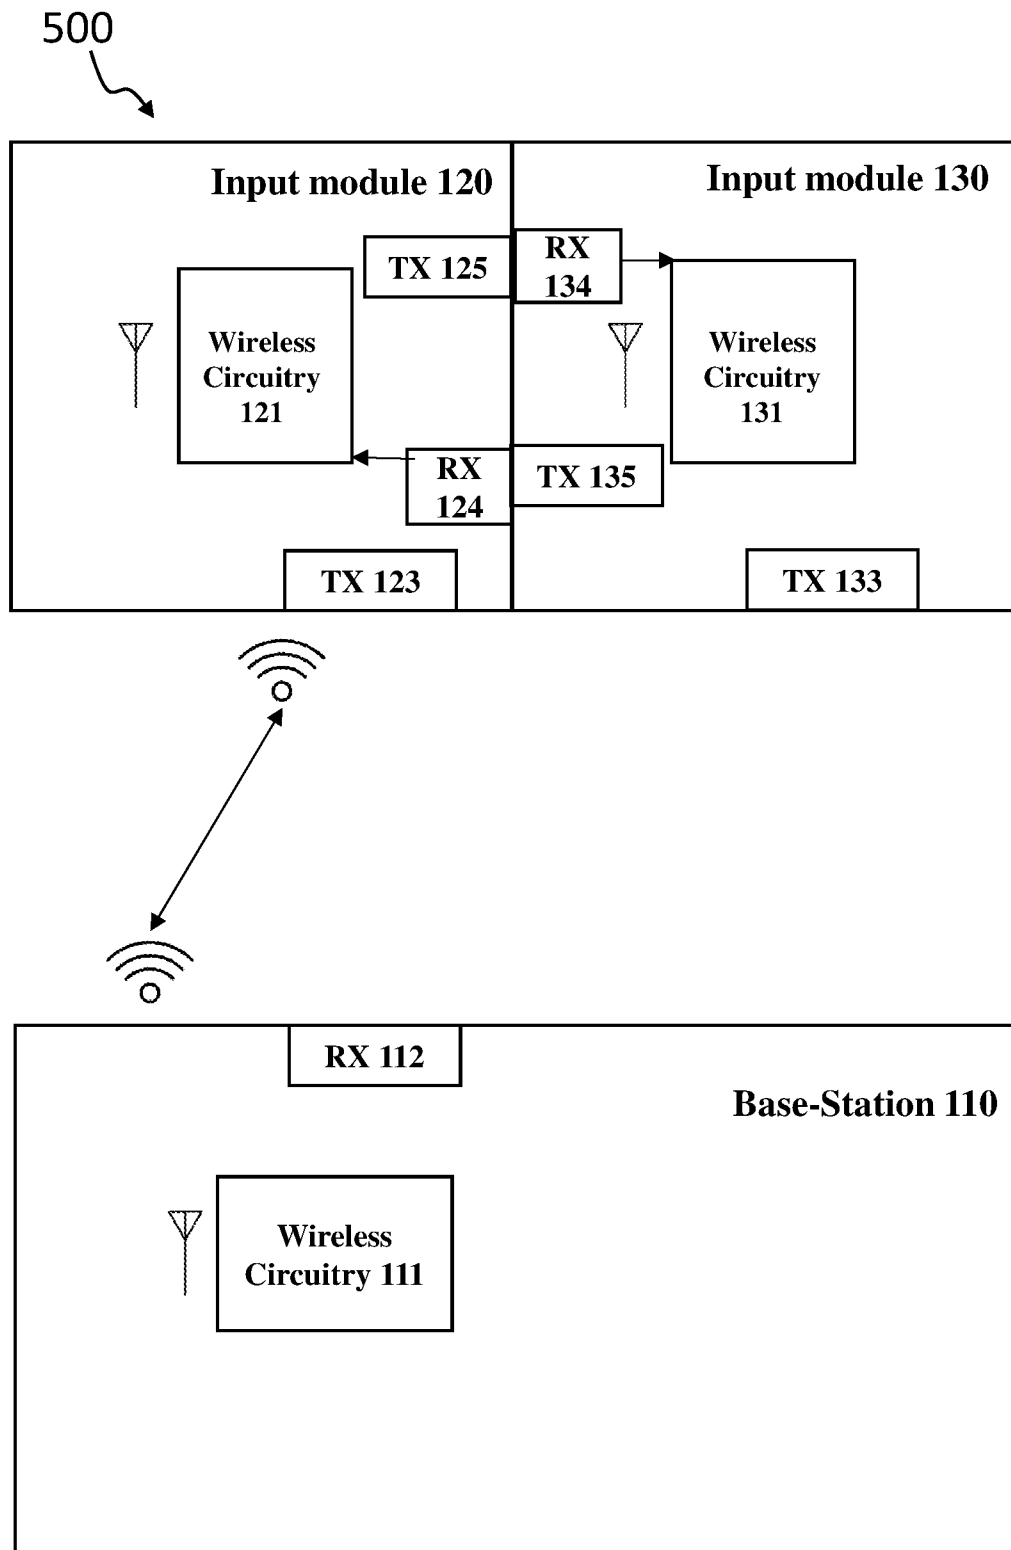 500
Input module 120
Input module 130
TX 125
RX
134
Wireless
Circuitry
121
Wireless
Circuitry
131
RX
124
TX 135
TX 123
TX 133
RX 112
Base-Station 110
Wireless
Circuitry 111